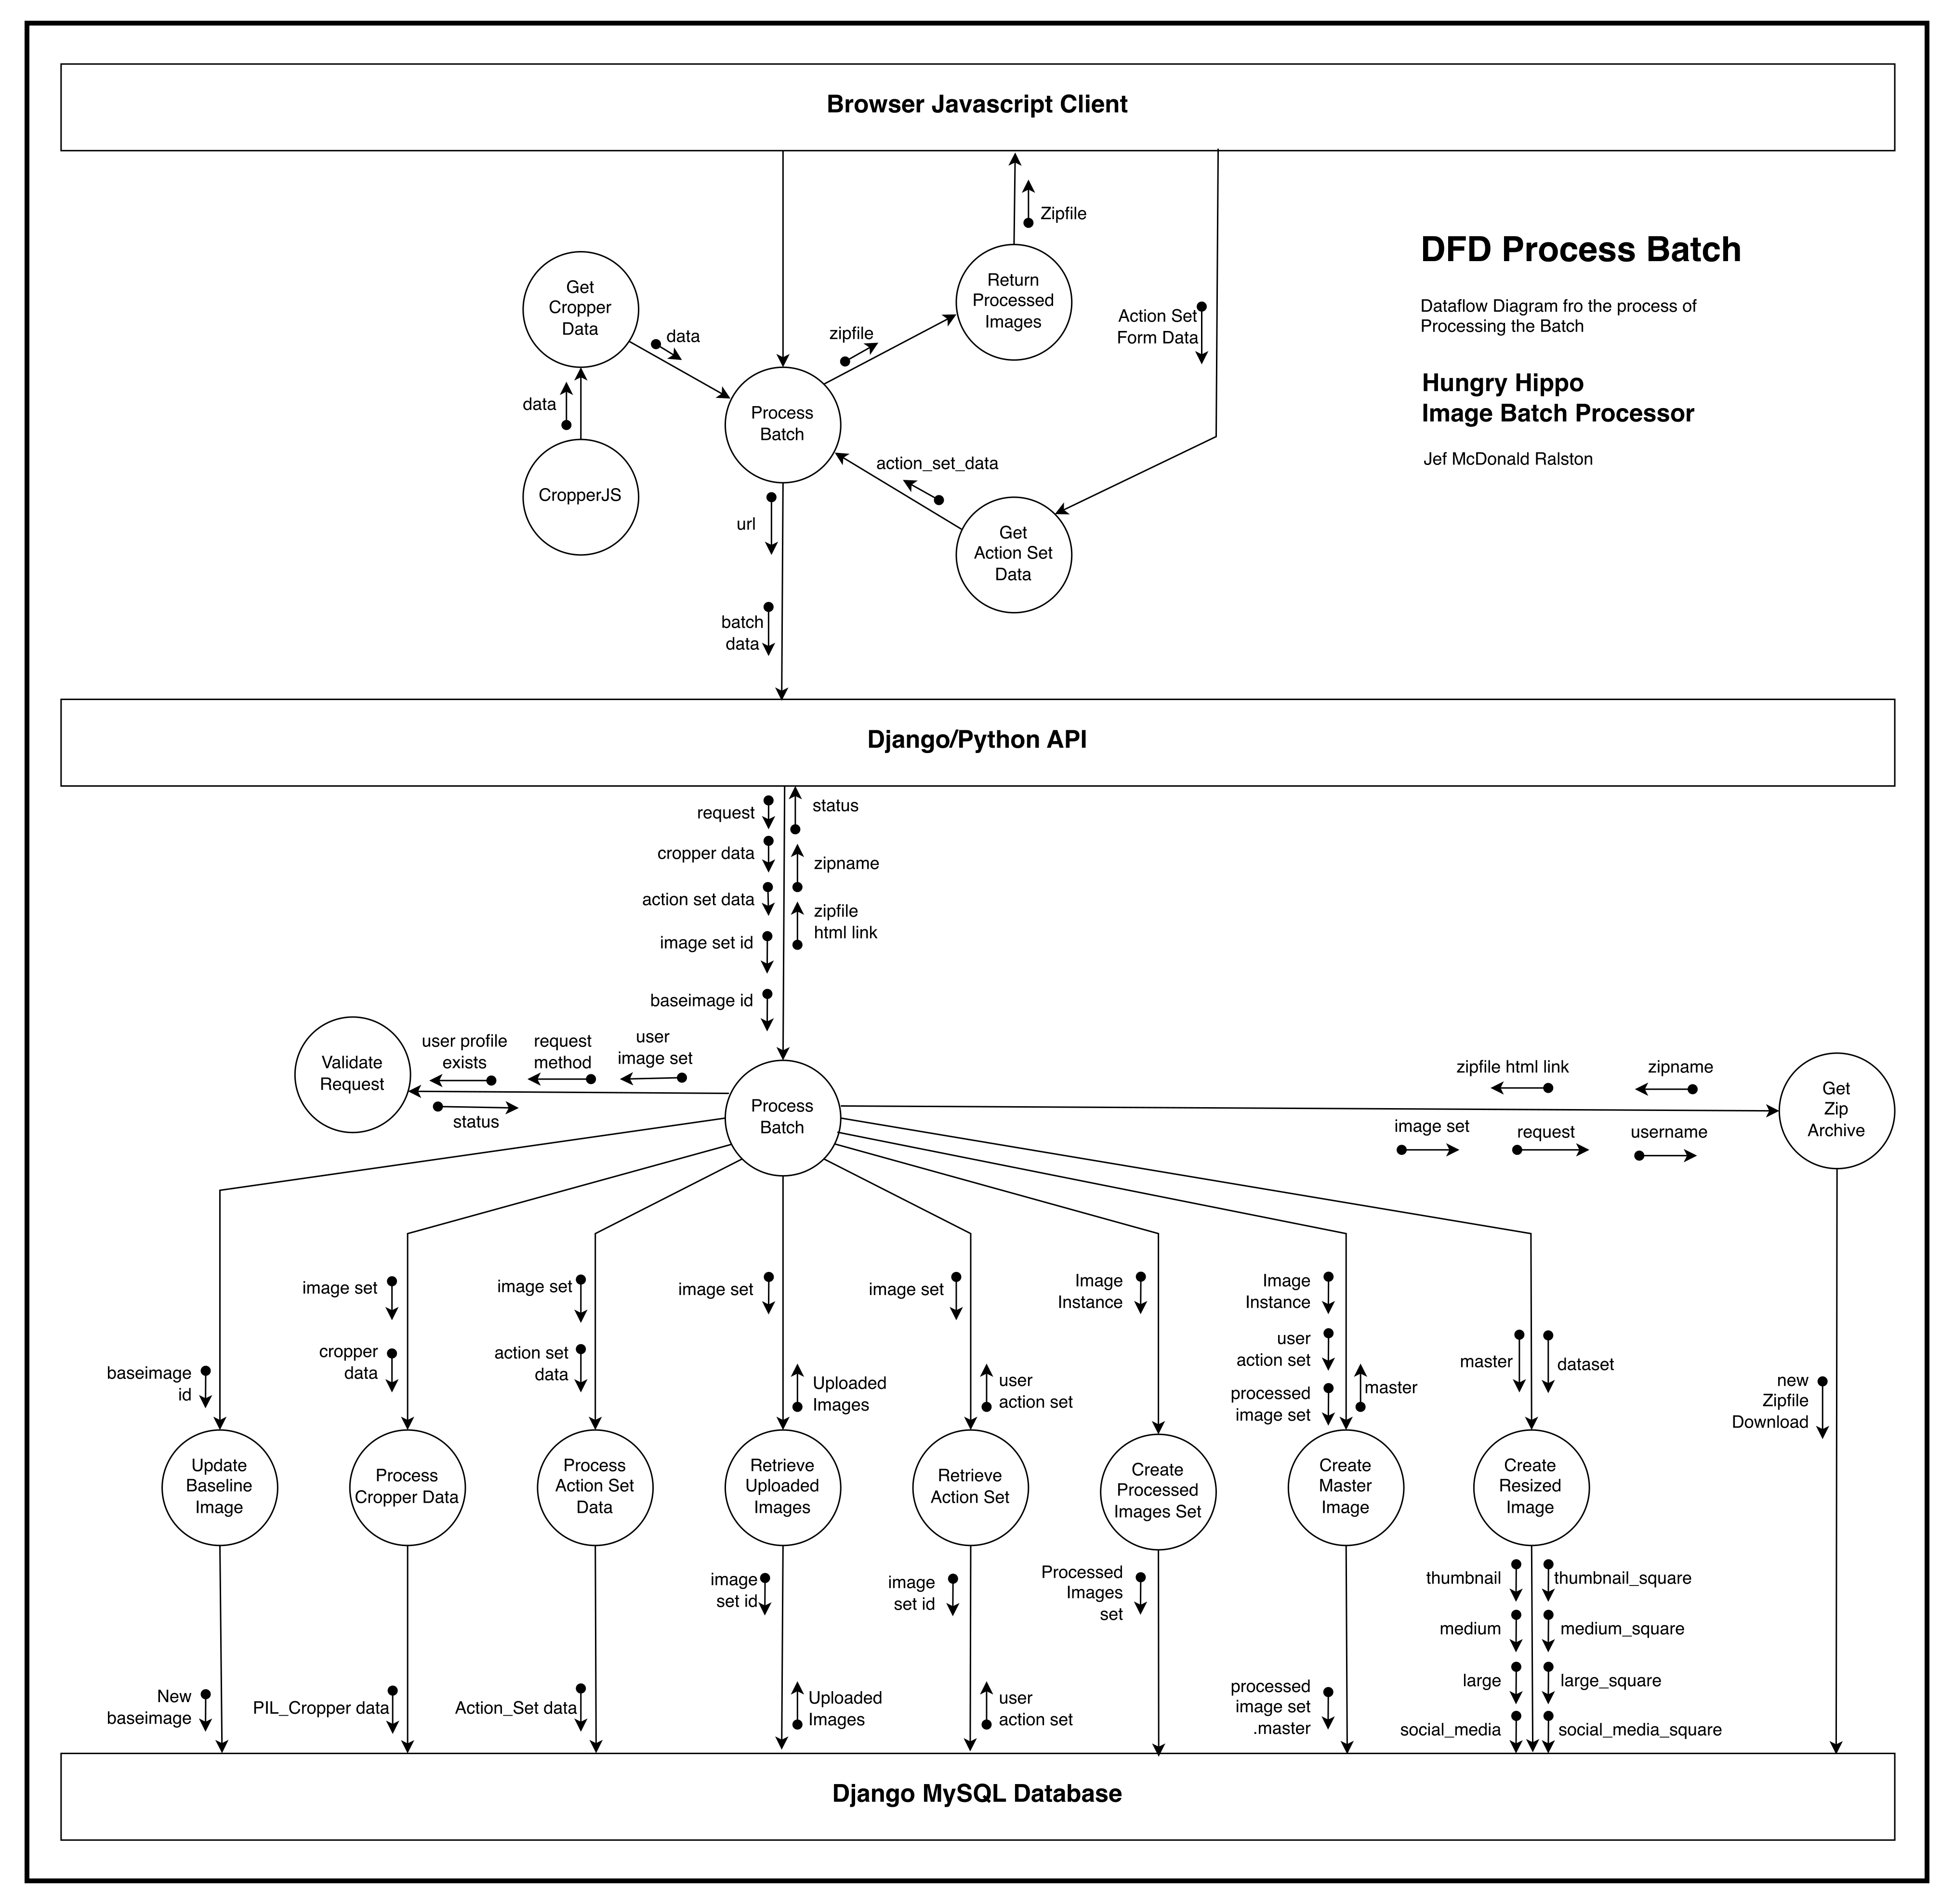 Browser Javascript Client
Zipfile
DFD Process Batch
Dataflow Diagram fro the process of
Processing the Batch
Hungry Hippo
Image Batch Processor
Jef McDonald Ralston
Get
Cropper
Data
data
data
CropperJS
zipfile
Return
Processed
Images
Action Set
Form Data
Process
Batch
action_set_data
Get
Action Set
Data
url
batch
data
Django/Python API
request
cropper data
action set data
image set id
baseimage id
status
zipname
zipfile
html link
Validate
Request
user profile
exists
request
method
user
image set
status
Process
Batch
zipfile html link
zipname
image set
request
username
Get
Zip
Archive
baseimage
id
image set
cropper
data
image set
action set
data
image set
Uploaded
Images
image set
user
action set
Image
Instance
Image
Instance
user
action set
processed
image set
master
master
dataset
new
Zipfile
Download
Update
Baseline
Image
Process
Cropper Data
Process
Action Set
Data
Retrieve
Uploaded
Images
Retrieve
Action Set
Create
Processed
Images Set
Create
Master
Image
Create
Resized
Image
New
baseimage
PIL_Cropper data
Action_Set data
image
set id
Uploaded
Images
image
set id
user
action set
Processed
Images
set
processed
image set
.master
thumbnail
thumbnail_square
medium
medium_square
large
large_square
social_media
social_media_square
Django MySQL Database